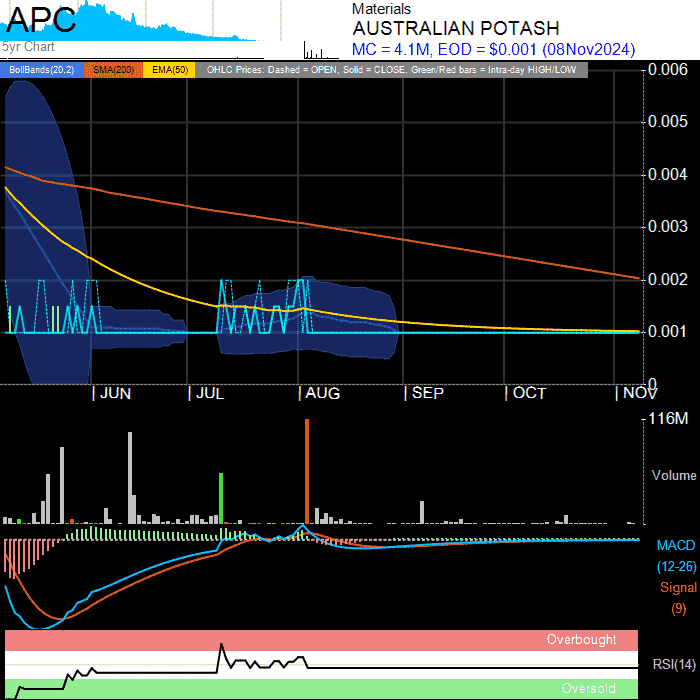 APC
5yr Chart
Materials
AUSTRALIAN POTASH
MC = 4.1M, EOD = $0.001 (08Nov2024)
BollBands(20,2) SMA(200) EMA(50) OHLC Prices: Dashed = OPEN, Solid = CLOSE, Green/Red bars = Intra-day HIGH/LOW
0.006
0.005
0.004
0.003
0.002
0.001
0
JUN JUL AUG SEP OCT NOV
116M
Volume
MACD
(12-26)
Signal
(9)
Overbought
RSI(14)
Oversold